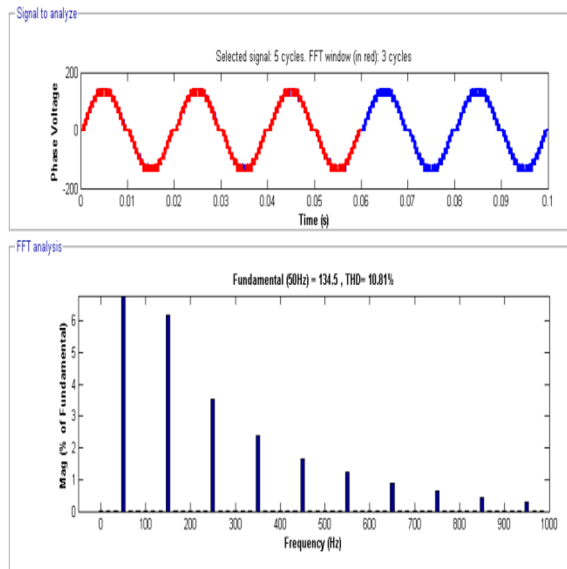 Signal to analyze
Selected signal: 5 cycles. FFT window (in red): 3 cycles
Phase Voltage
200
0
-200
0 0.01 0.02 0.03 0.04 0.05 0.06 0.07 0.08 0.09 0.1
Time (s)
FFT analysis
Fundamental (50Hz) = 134.5 , THD= 10.81%
Mag (% of Fundamental)
6
5
4
3
2
1
0
0 100 200 300 400 500 600 700 800 900 1000
Frequency (Hz)